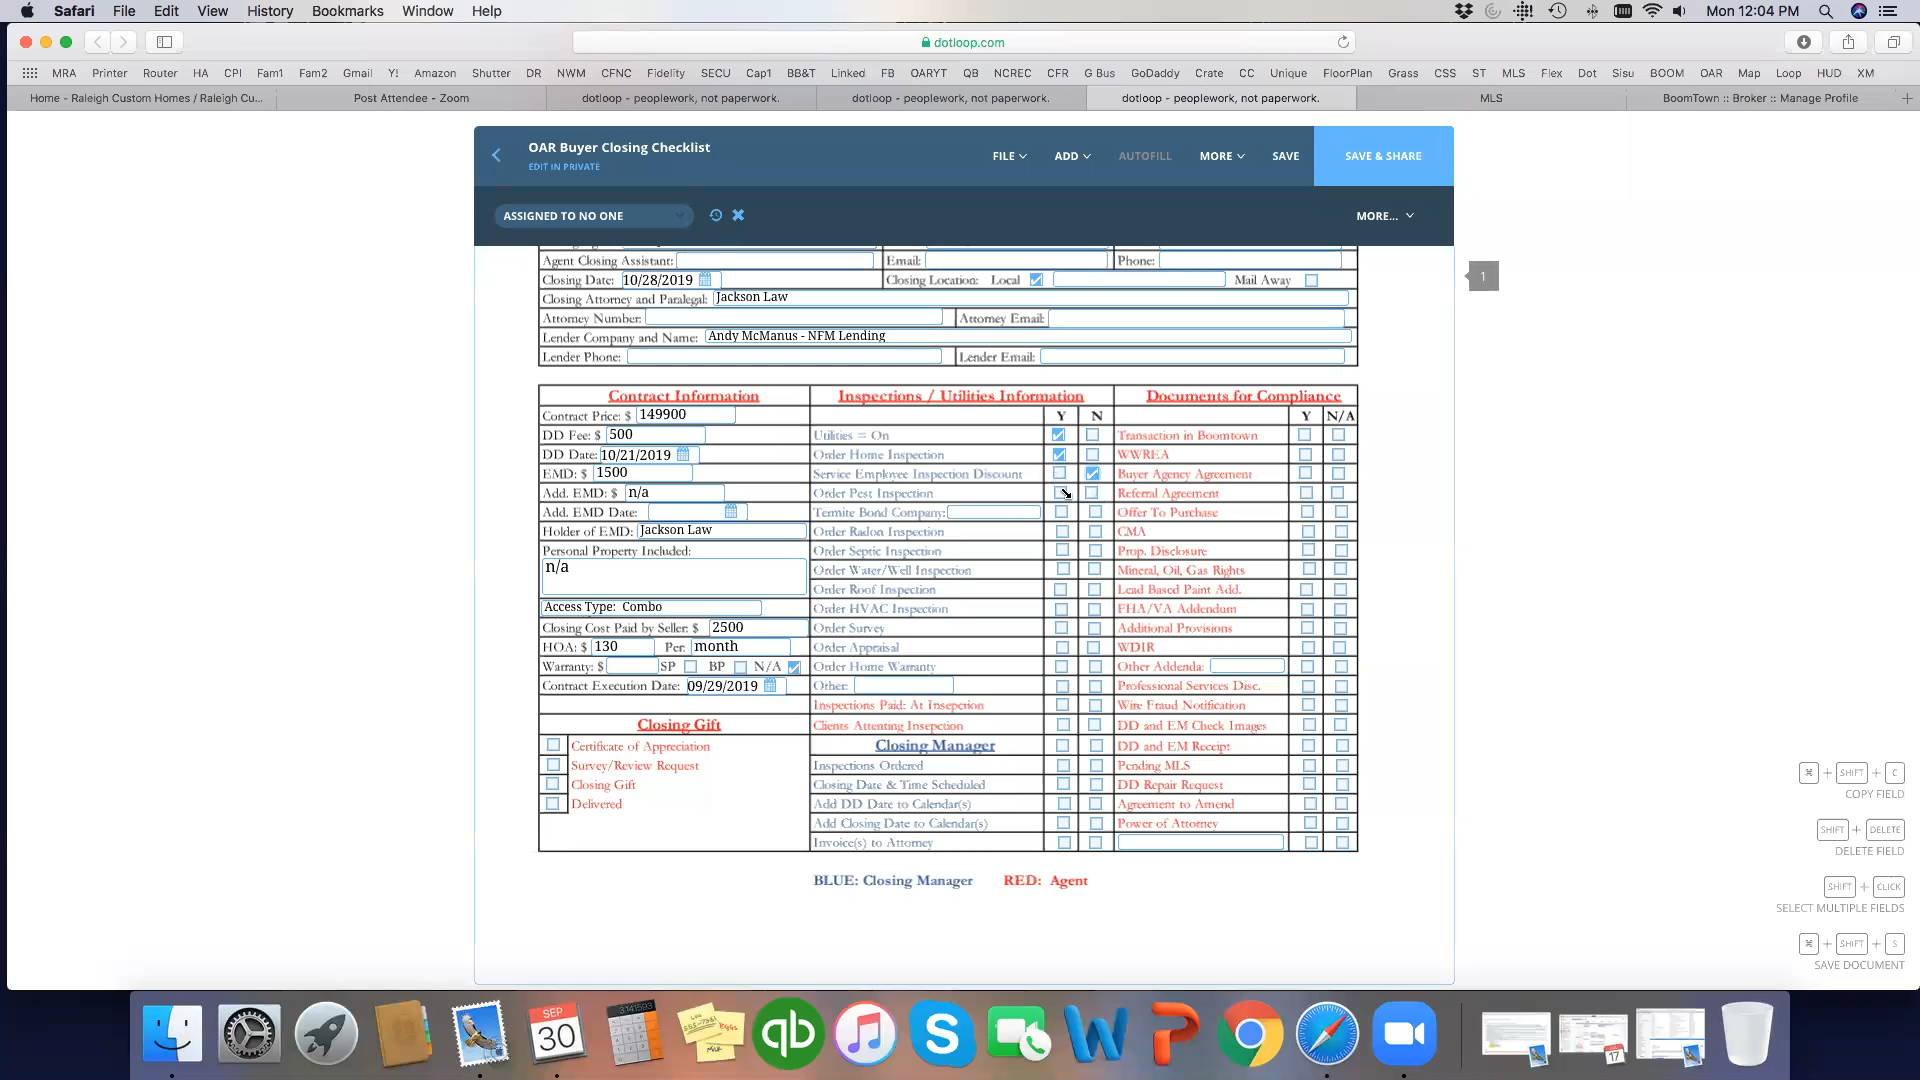 Safari File Edit View History Bookmarks Window Help Mon 12:04 PM
dotloop.com
MRA Printer Router HA CPI Fam1 Fam2 Gmail Y! Amazon Shutter DR NWM CFNC Fidelity SECU Cap1 BB&T Linked FB OARYT QB NCREC CFR G Bus GoDaddy Crate CC Unique FloorPlan Grass CSS ST MLS Flex Dot Sisu BOOM OAR Map Loop HUD XM
Home - Raleigh Custom Homes / Raleigh Cu... Post Attendee - Zoom dotloop - peoplework, not paperwork. dotloop - peoplework, not paperwork. dotloop - peoplework, not paperwork. MLS BoomTown :: Broker :: Manage Profile
OAR Buyer Closing Checklist
EDIT IN PRIVATE
FILE ADD AUTOFILL MORE SAVE SAVE & SHARE
ASSIGNED TO NO ONE MORE...
Agent Closing Assistant: Email: Phone:
Closing Date: 10/28/2019 Closing Location: Local Mail Away
1
Closing Attorney and Paralegal: Jackson Law
Attorney Number: Attorney Email:
Lender Company and Name: Andy McManus - NFM Lending
Lender Phone: Lender Email:
Contract Information Inspections / Utilities Information Documents for Compliance
Contract Price: $ 149900 Y N Y N/A
DD Fee: $ 500 Utilities = On Transaction in Boomtown
DD Date: 10/21/2019 Order Home Inspection WWREA
EMD: $ 1500 Service Employee Inspection Discount Buyer Agency Agreement
Add. EMD: $ n/a Order Pest Inspection Referral Agreement
Add. EMD Date: Termite Bond Company: Offer To Purchase
Holder of EMD: Jackson Law Order Radon Inspection CMA
Personal Property Included: Order Septic Inspection Prop. Disclosure
n/a Order Water/Well Inspection Mineral, Oil, Gas Rights
Order Roof Inspection Lead Based Paint Add.
Access Type: Combo Order HVAC Inspection FHA/VA Addendum
Closing Cost Paid by Seller: $ 2500 Order Survey Additional Provisions
HOA: $ 130 Per: month Order Appraisal WDIR
Warranty: $ SP BP N/A Order Home Warranty Other Addenda:
Contract Execution Date: 09/29/2019 Other: Professional Services Disc.
Inspections Paid: At Insepction Wire Fraud Notification
Closing Gift Clients Attenting Insepction DD and EM Check Images
Certificate of Appreciation Closing Manager DD and EM Receipt
Survey/Review Request Inspections Ordered Pending MLS
Closing Gift Closing Date & Time Scheduled DD Repair Request
Delivered Add DD Date to Calendar(s) Agreement to Amend
Add Closing Date to Calendar(s) Power of Attorney
Invoice(s) to Attorney
BLUE: Closing Manager RED: Agent
⌘ + SHIFT + C
COPY FIELD
SHIFT + DELETE
DELETE FIELD
SHIFT + CLICK
SELECT MULTIPLE FIELDS
⌘ + SHIFT + S
SAVE DOCUMENT
SEP
30
3.141593
qb
17